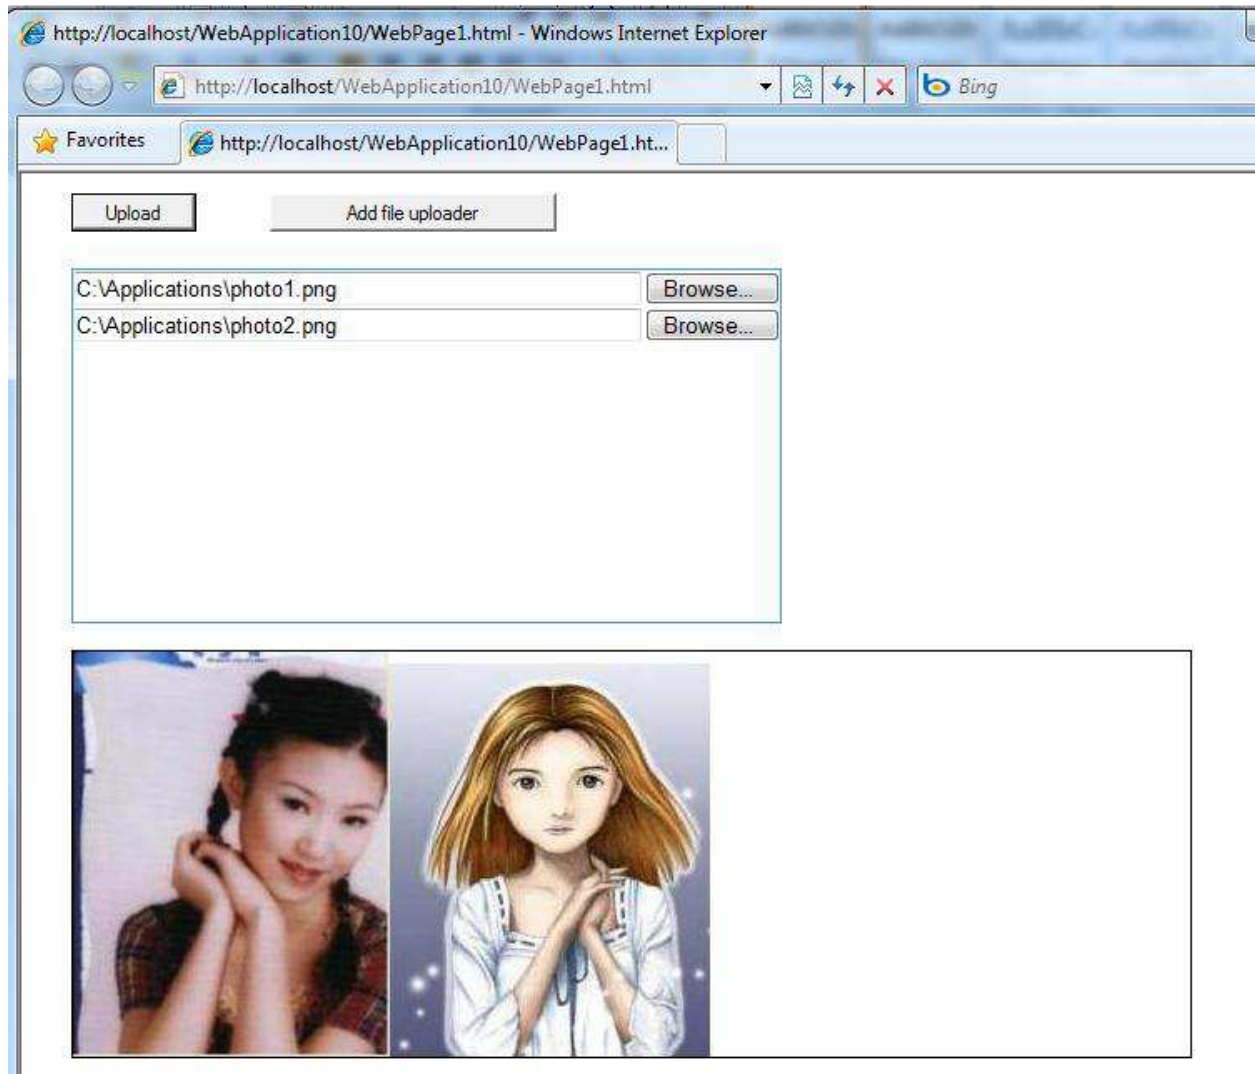 http://localhost/WebApplication10/WebPage1.html - Windows Internet Explorer
http://localhost/WebApplication10/WebPage1.html
Bing
Favorites
http://localhost/WebApplication10/WebPage1.ht...
Upload
Add file uploader
C:\Applications\photo1.png
Browse...
C:\Applications\photo2.png
Browse...